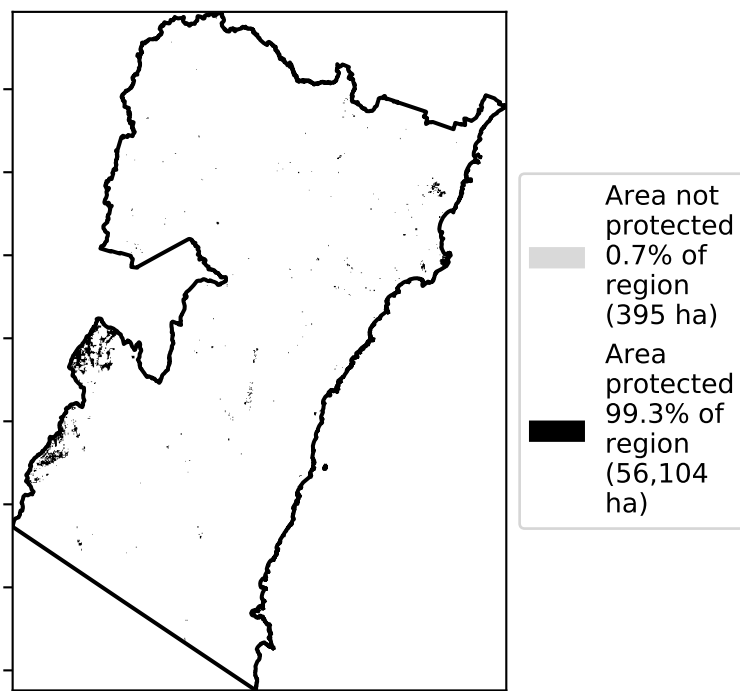 Area not
protected
0.7% of
region
(395 ha)
Area
protected
99.3% of
region
(56,104
ha)